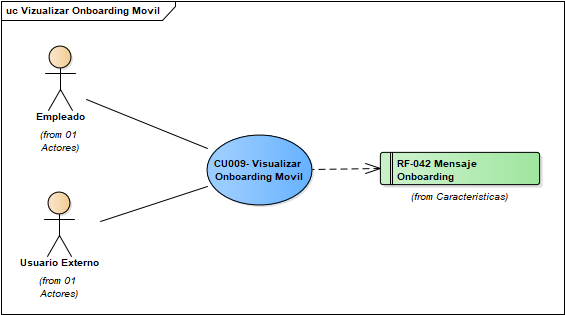 uc Vizualizar Onboarding Movil
Empleado
(from 01
Actores)
CU009- Visualizar
Onboarding Movil
RF-042 Mensaje
Onboarding
(from Caracteristicas)
Usuario Externo
(from 01
Actores)